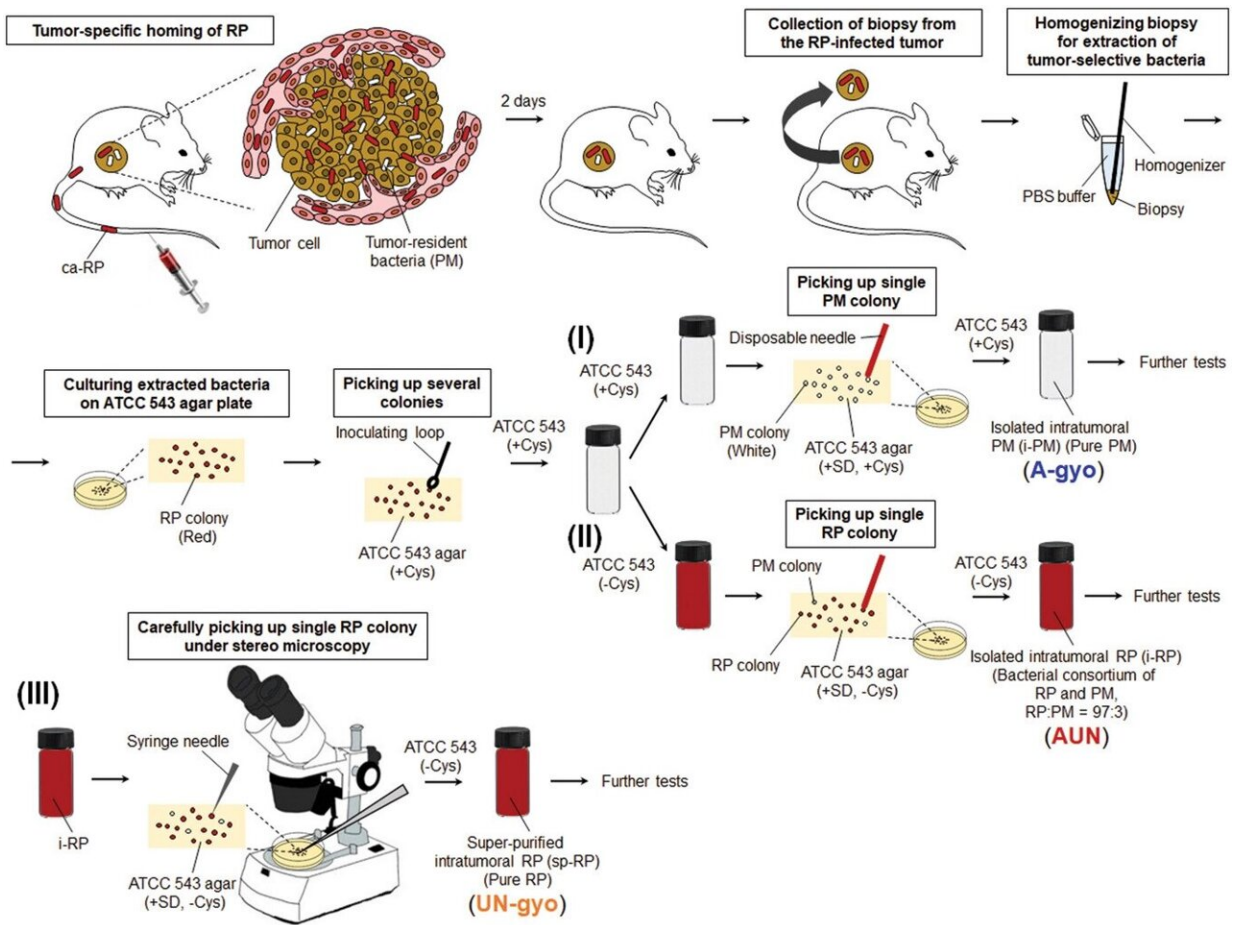 Tumor-specific homing of RP
ca-RP
Tumor cell
Tumor-resident
bacteria (PM)
2 days
Collection of biopsy from
the RP-infected tumor
Homogenizing biopsy
for extraction of
tumor-selective bacteria
Homogenizer
PBS buffer
Biopsy
Culturing extracted bacteria
on ATCC 543 agar plate
RP colony
(Red)
Picking up several
colonies
Inoculating loop
ATCC 543 agar
(+Cys)
ATCC 543
(+Cys)
(I)
ATCC 543
(+Cys)
Picking up single
PM colony
Disposable needle
PM colony
(White)
ATCC 543 agar
(+SD, +Cys)
ATCC 543
(+Cys)
Further tests
Isolated intratumoral
PM (i-PM) (Pure PM)
(A-gyo)
(II)
ATCC 543
(-Cys)
Picking up single
RP colony
PM colony
RP colony
ATCC 543 agar
(+SD, -Cys)
ATCC 543
(-Cys)
Further tests
Isolated intratumoral RP (i-RP)
(Bacterial consortium of
RP and PM,
RP:PM = 97:3)
(AUN)
Carefully picking up single RP colony
under stereo microscopy
(III)
i-RP
Syringe needle
ATCC 543 agar
(+SD, -Cys)
ATCC 543
(-Cys)
Further tests
Super-purified
intratumoral RP (sp-RP)
(Pure RP)
(UN-gyo)